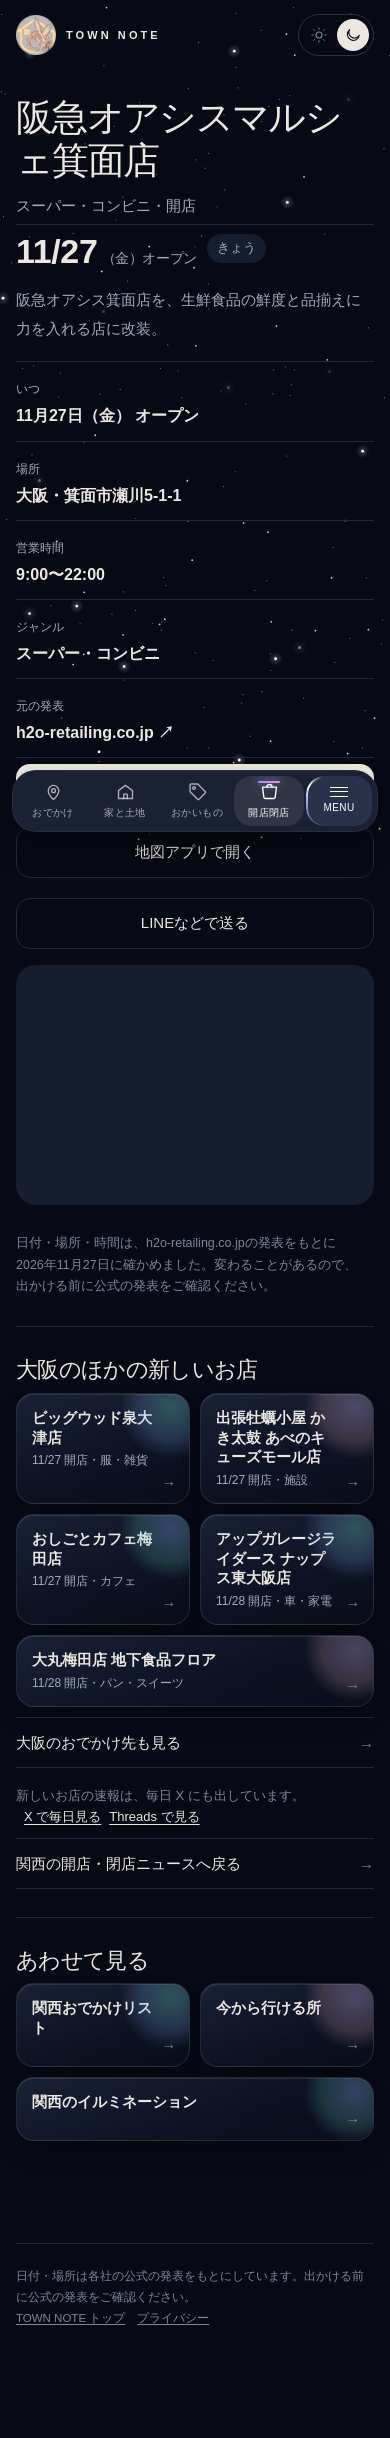 TOWN NOTE
阪急オアシスマルシ
ェ箕面店
スーパー・コンビニ・開店
11/27 （金）オープン きょう
阪急オアシス箕面店を、生鮮食品の鮮度と品揃えに
力を入れる店に改装。
いつ
11月27日（金） オープン
場所
大阪・箕面市瀬川5-1-1
営業時間
9:00〜22:00
ジャンル
スーパー・コンビニ
元の発表
h2o-retailing.co.jp ↗
おでかけ 家と土地 おかいもの 開店閉店 MENU
地図アプリで開く
LINEなどで送る
日付・場所・時間は、h2o-retailing.co.jpの発表をもとに
2026年11月27日に確かめました。変わることがあるので、
出かける前に公式の発表をご確認ください。
大阪のほかの新しいお店
ビッグウッド泉大
津店
11/27 開店・服・雑貨
→
出張牡蠣小屋 か
き太鼓 あべのキ
ューズモール店
11/27 開店・施設
→
おしごとカフェ梅
田店
11/27 開店・カフェ
→
アップガレージラ
イダース ナップ
ス東大阪店
11/28 開店・車・家電
→
大丸梅田店 地下食品フロア
11/28 開店・パン・スイーツ
→
大阪のおでかけ先も見る →
新しいお店の速報は、毎日 X にも出しています。
X で毎日見る Threads で見る
関西の開店・閉店ニュースへ戻る →
あわせて見る
関西おでかけリス
ト
→
今から行ける所
→
関西のイルミネーション
→
日付・場所は各社の公式の発表をもとにしています。出かける前
に公式の発表をご確認ください。
TOWN NOTE トップ プライバシー